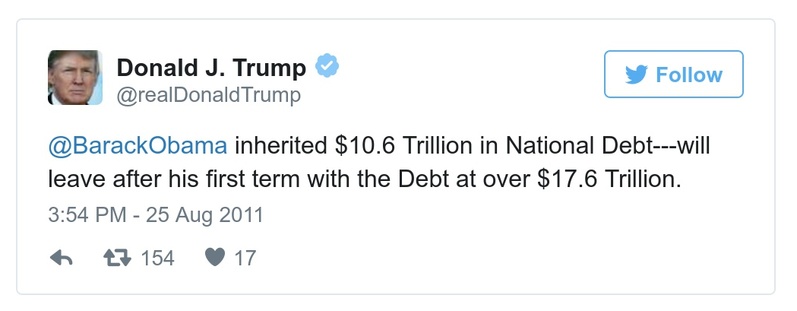 Donald J. Trump
@realDonaldTrump
Follow
@BarackObama inherited $10.6 Trillion in National Debt---will
leave after his first term with the Debt at over $17.6 Trillion.
3:54 PM - 25 Aug 2011
154 17